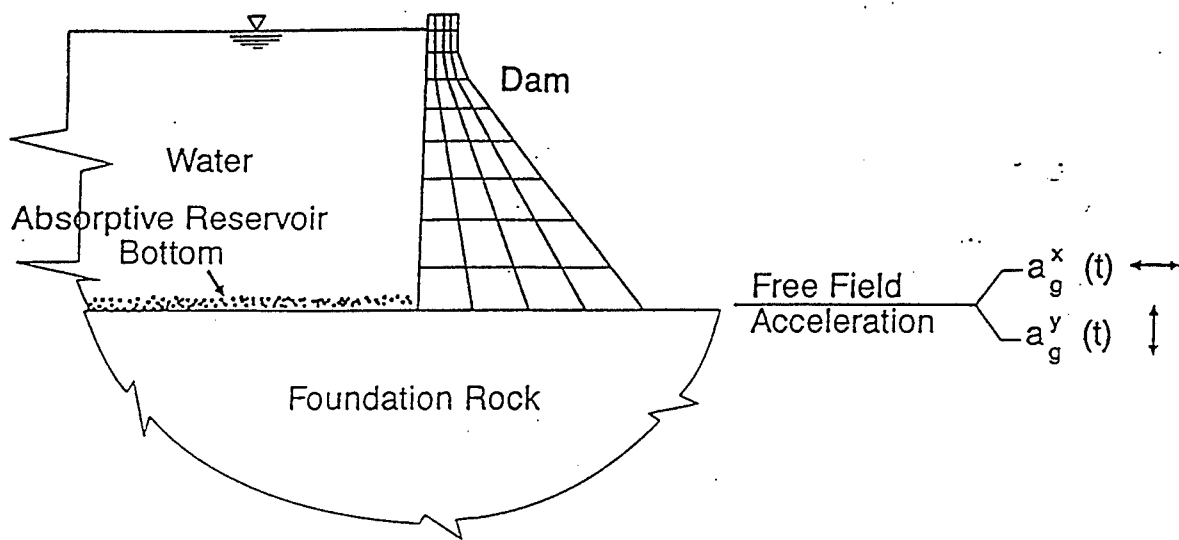 Dam
Water
Absorptive Reservoir
Bottom
Foundation Rock
Free Field
Acceleration
a_g^x (t)
a_g^y (t)